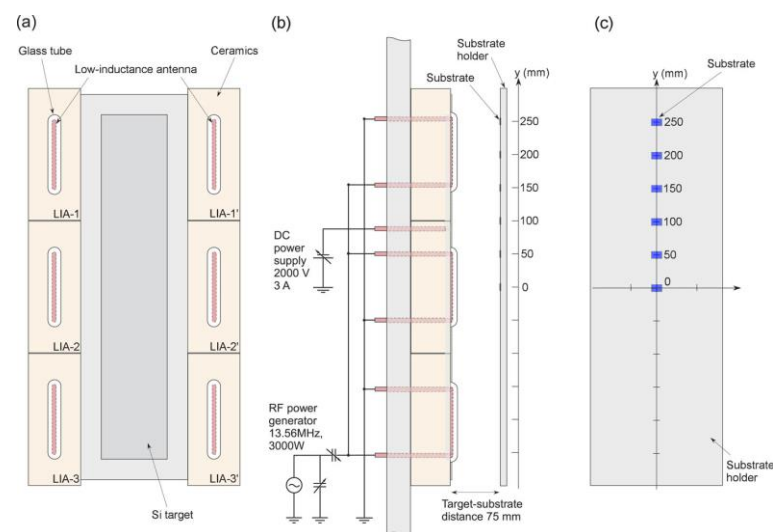 (a)
Glass tube
Low-inductance antenna
Ceramics
LIA-1
LIA-1'
LIA-2
LIA-2'
LIA-3
LIA-3'
Si target
(b)
Substrate
holder
Substrate
y (mm)
250
200
150
100
50
0
DC
power
supply
2000 V
3 A
RF power
generator
13.56MHz,
3000W
Target-substrate
distance 75 mm
(c)
y (mm)
Substrate
250
200
150
100
50
0
Substrate
holder